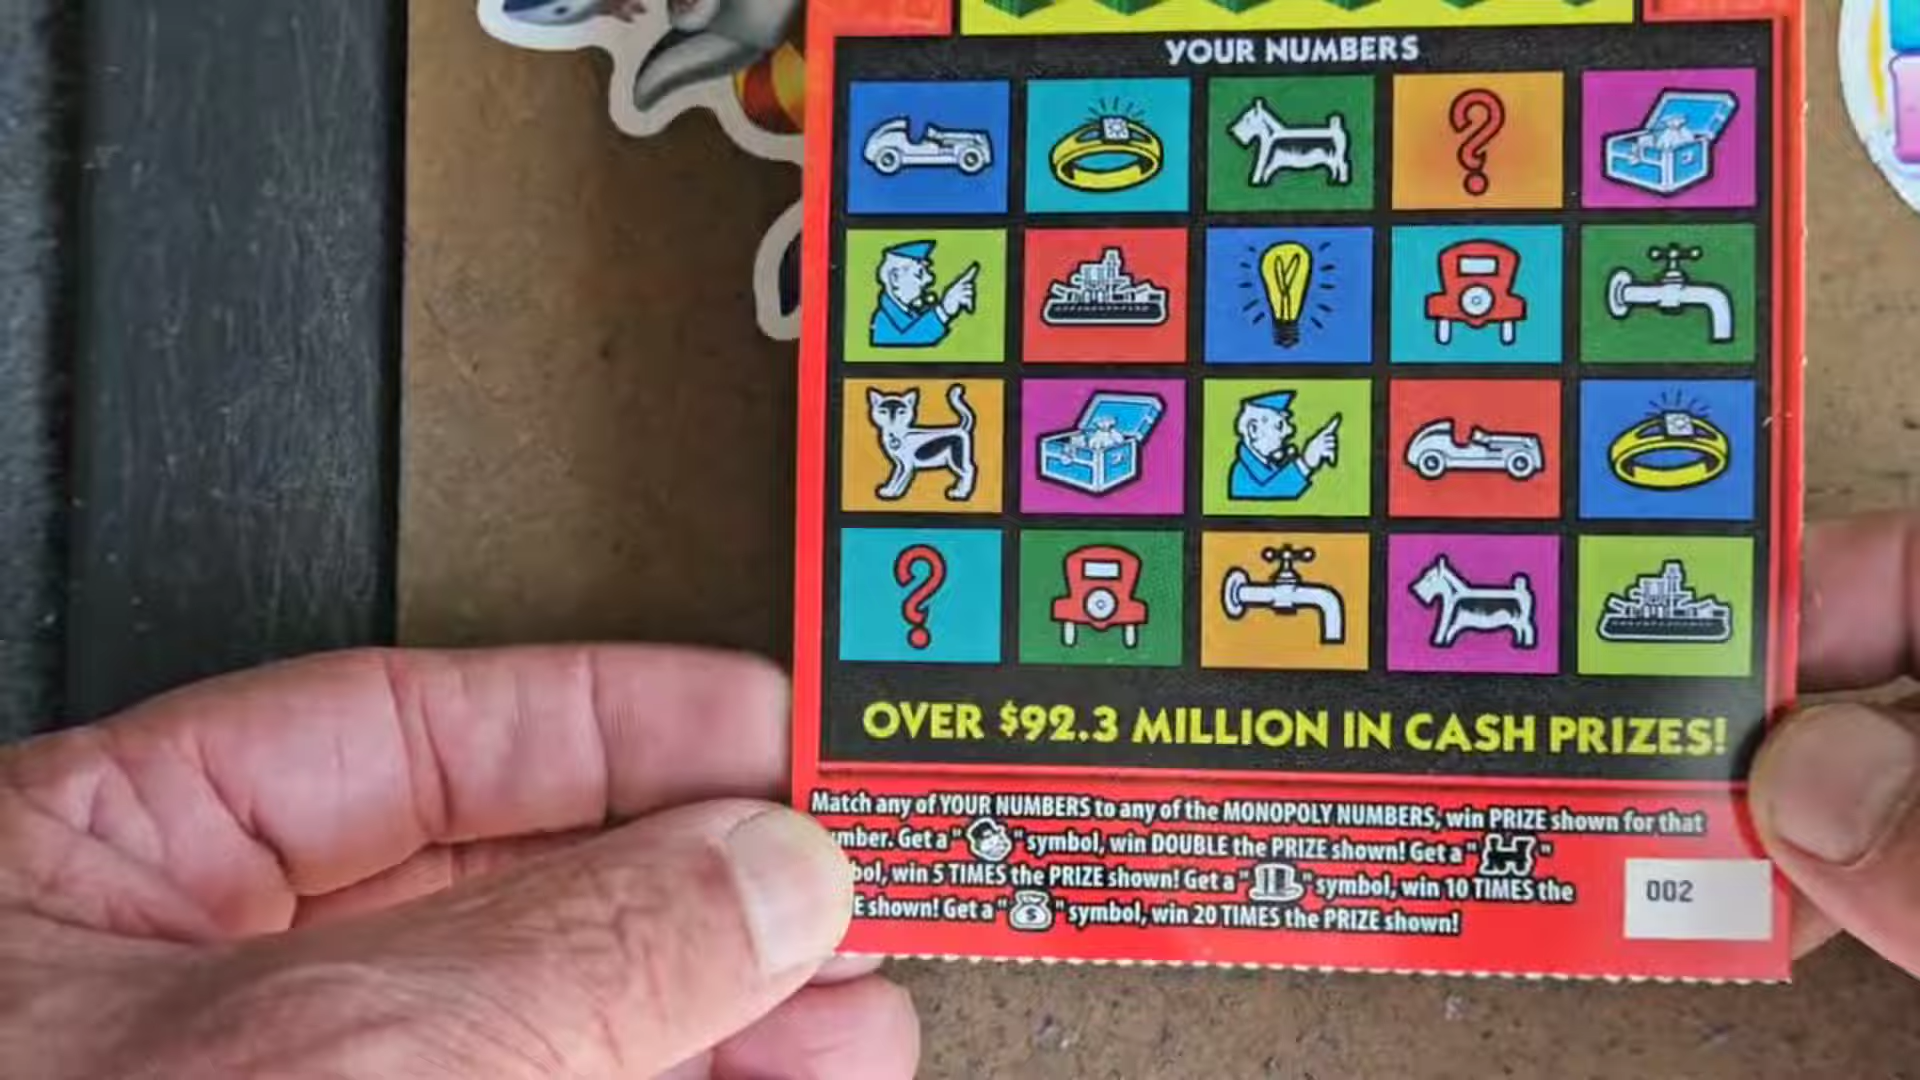 YOUR NUMBERS
OVER $92.3 MILLION IN CASH PRIZES!
Match any of YOUR NUMBERS to any of the MONOPOLY NUMBERS, win PRIZE shown for that
. Get a " " symbol, win DOUBLE the PRIZE shown! Get a " "
, win 5 TIMES the PRIZE shown! Get a " " symbol, win 10 TIMES the
shown! Get a " " symbol, win 20 TIMES the PRIZE shown!
002